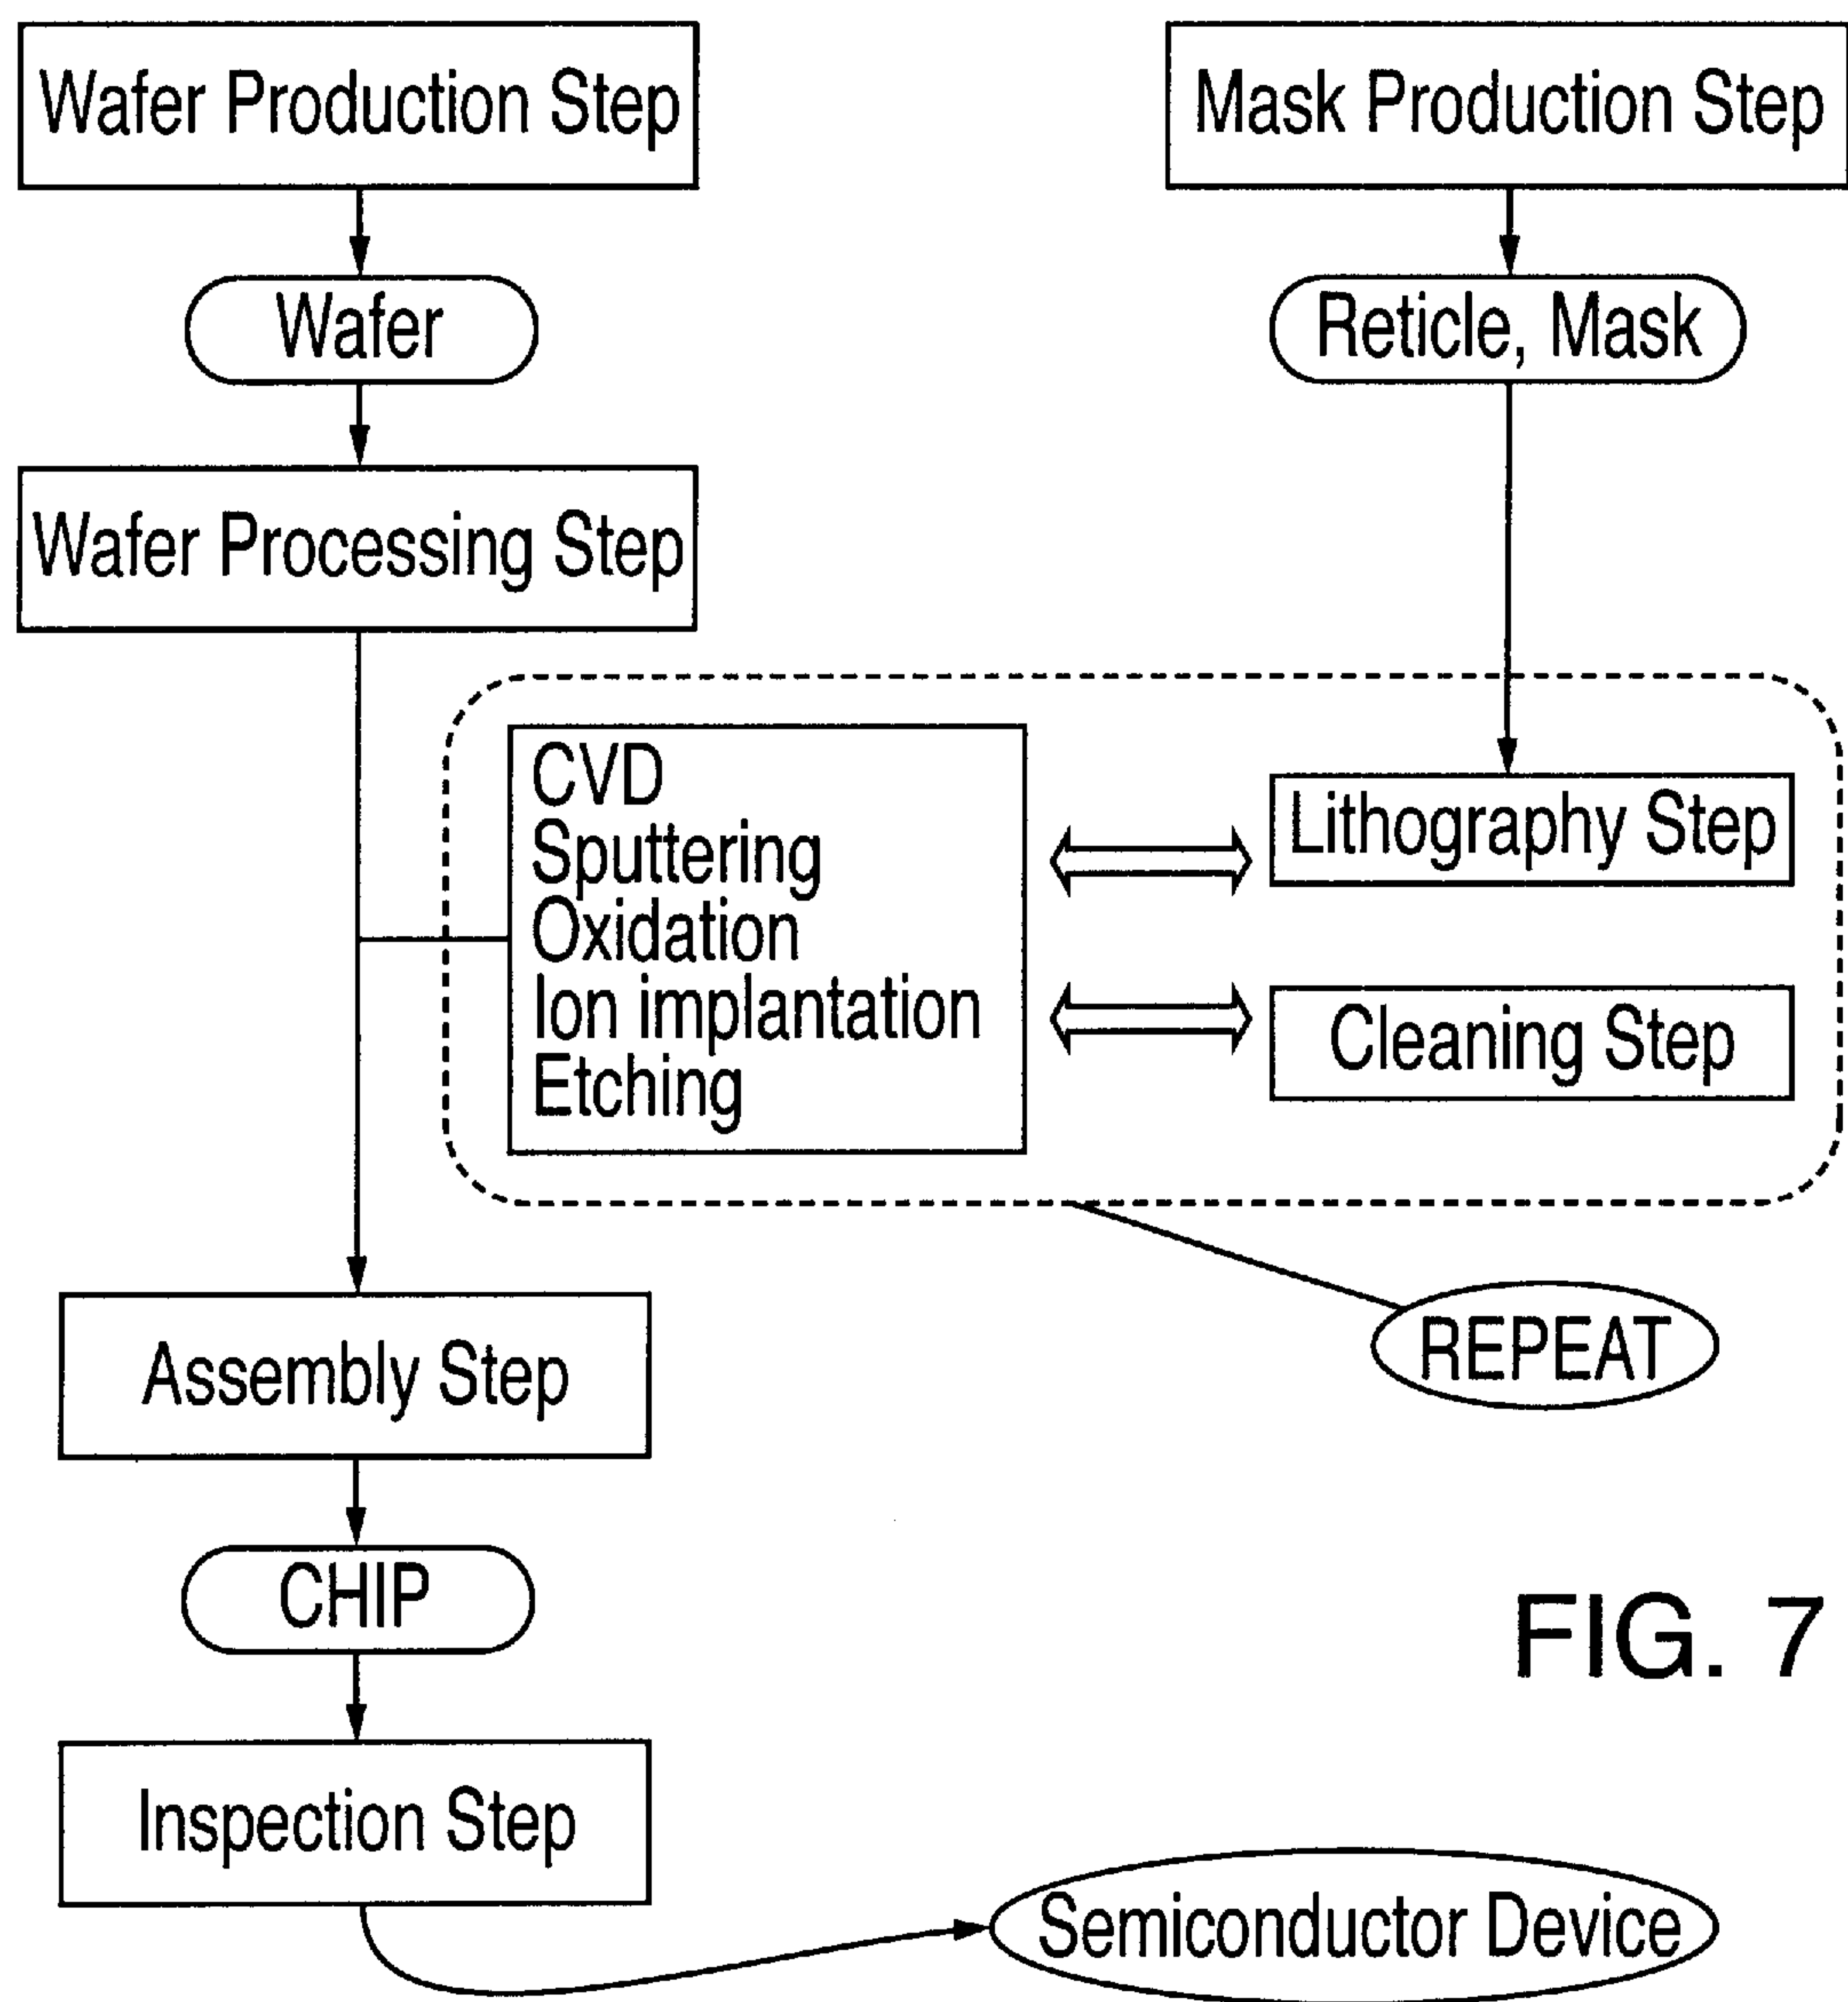 Wafer Production Step
Mask Production Step
Wafer
Reticle, Mask
Wafer Processing Step
CVD
Sputtering
Oxidation
Ion implantation
Etching
Lithography Step
Cleaning Step
REPEAT
Assembly Step
CHIP
Inspection Step
Semiconductor Device
FIG. 7